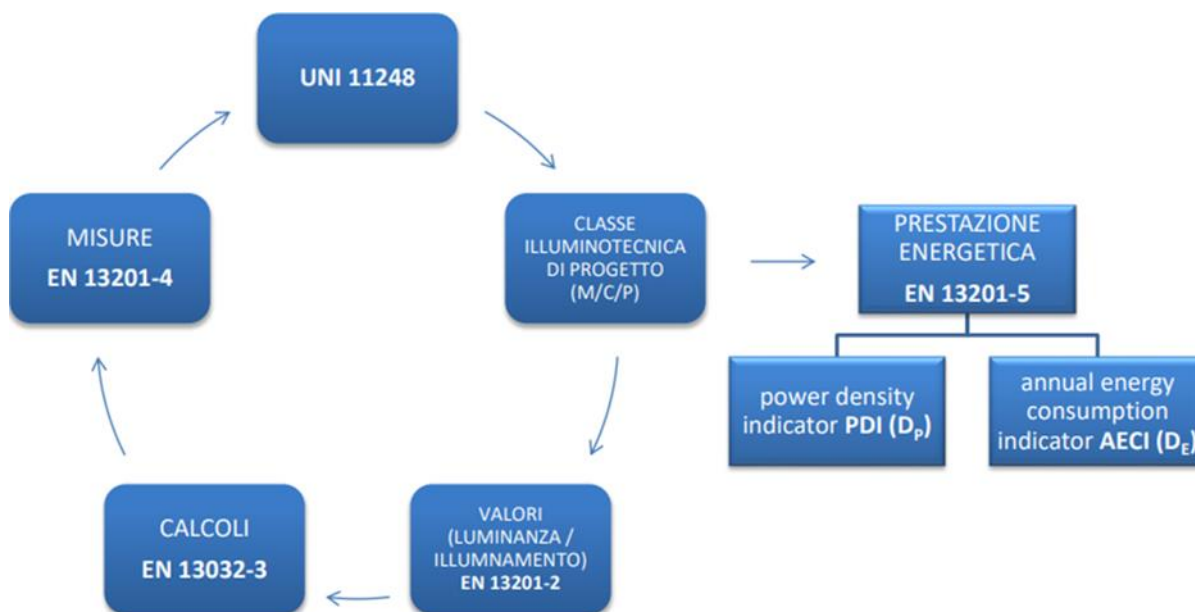 UNI 11248
CLASSE
ILLUMINOTECNICA
DI PROGETTO
(M/C/P)
PRESTAZIONE
ENERGETICA
EN 13201-5
power density
indicator PDI (Dₚ)
annual energy
consumption
indicator AECI (D_E)
VALORI
(LUMINANZA /
ILLUMNAMENTO)
EN 13201-2
CALCOLI
EN 13032-3
MISURE
EN 13201-4